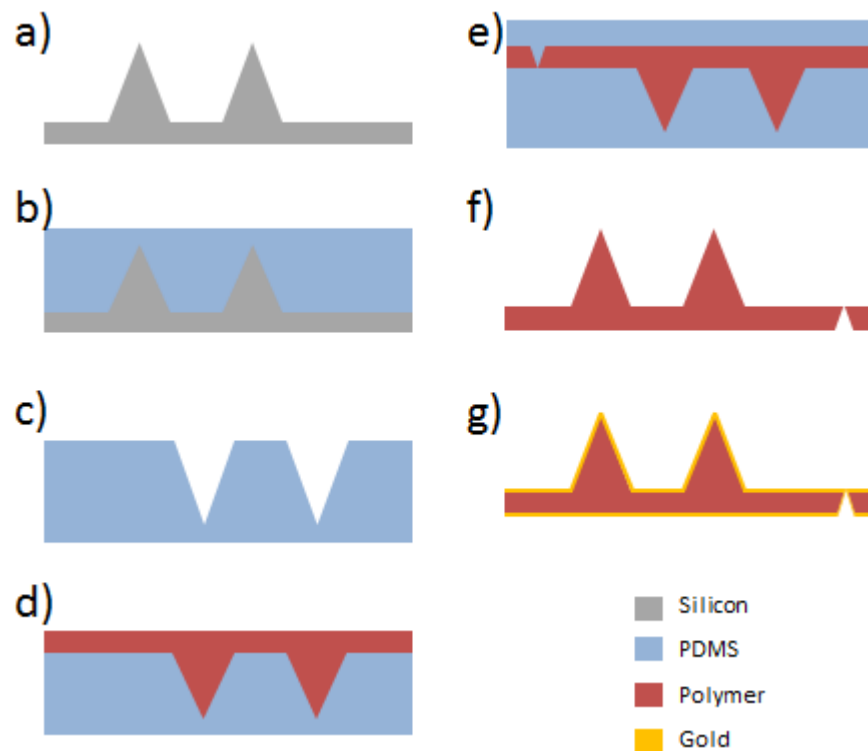 a)
b)
c)
d)
e)
f)
g)
Silicon
PDMS
Polymer
Gold